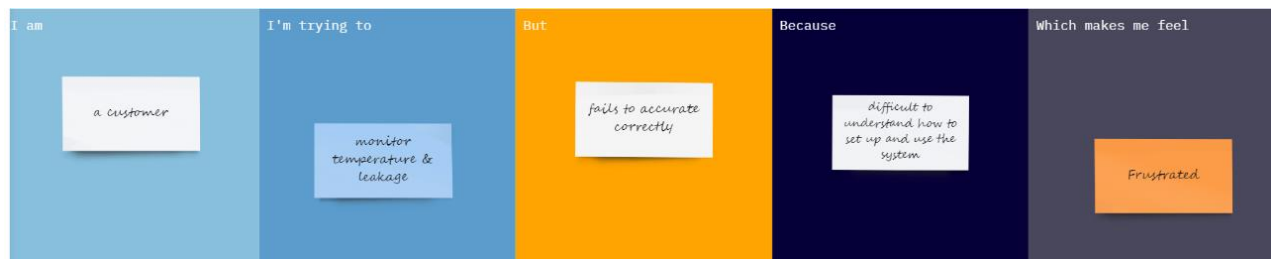 I am
a customer
I'm trying to
monitor
temperature &
leakage
But
fails to accurate
correctly
Because
difficult to
understand how to
set up and use the
system
Which makes me feel
Frustrated